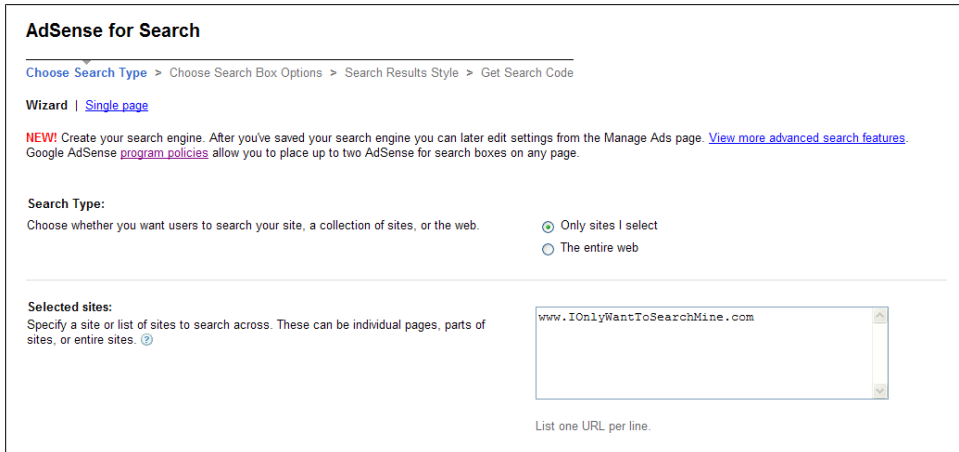 AdSense for Search
Choose Search Type > Choose Search Box Options > Search Results Style > Get Search Code
Wizard | Single page
NEW! Create your search engine. After you've saved your search engine you can later edit settings from the Manage Ads page. View more advanced search features.
Google AdSense program policies allow you to place up to two AdSense for search boxes on any page.
Search Type:
Choose whether you want users to search your site, a collection of sites, or the web.
Only sites I select
The entire web
Selected sites:
Specify a site or list of sites to search across. These can be individual pages, parts of
sites, or entire sites. ?
www.IOnlyWantToSearchMine.com
List one URL per line.